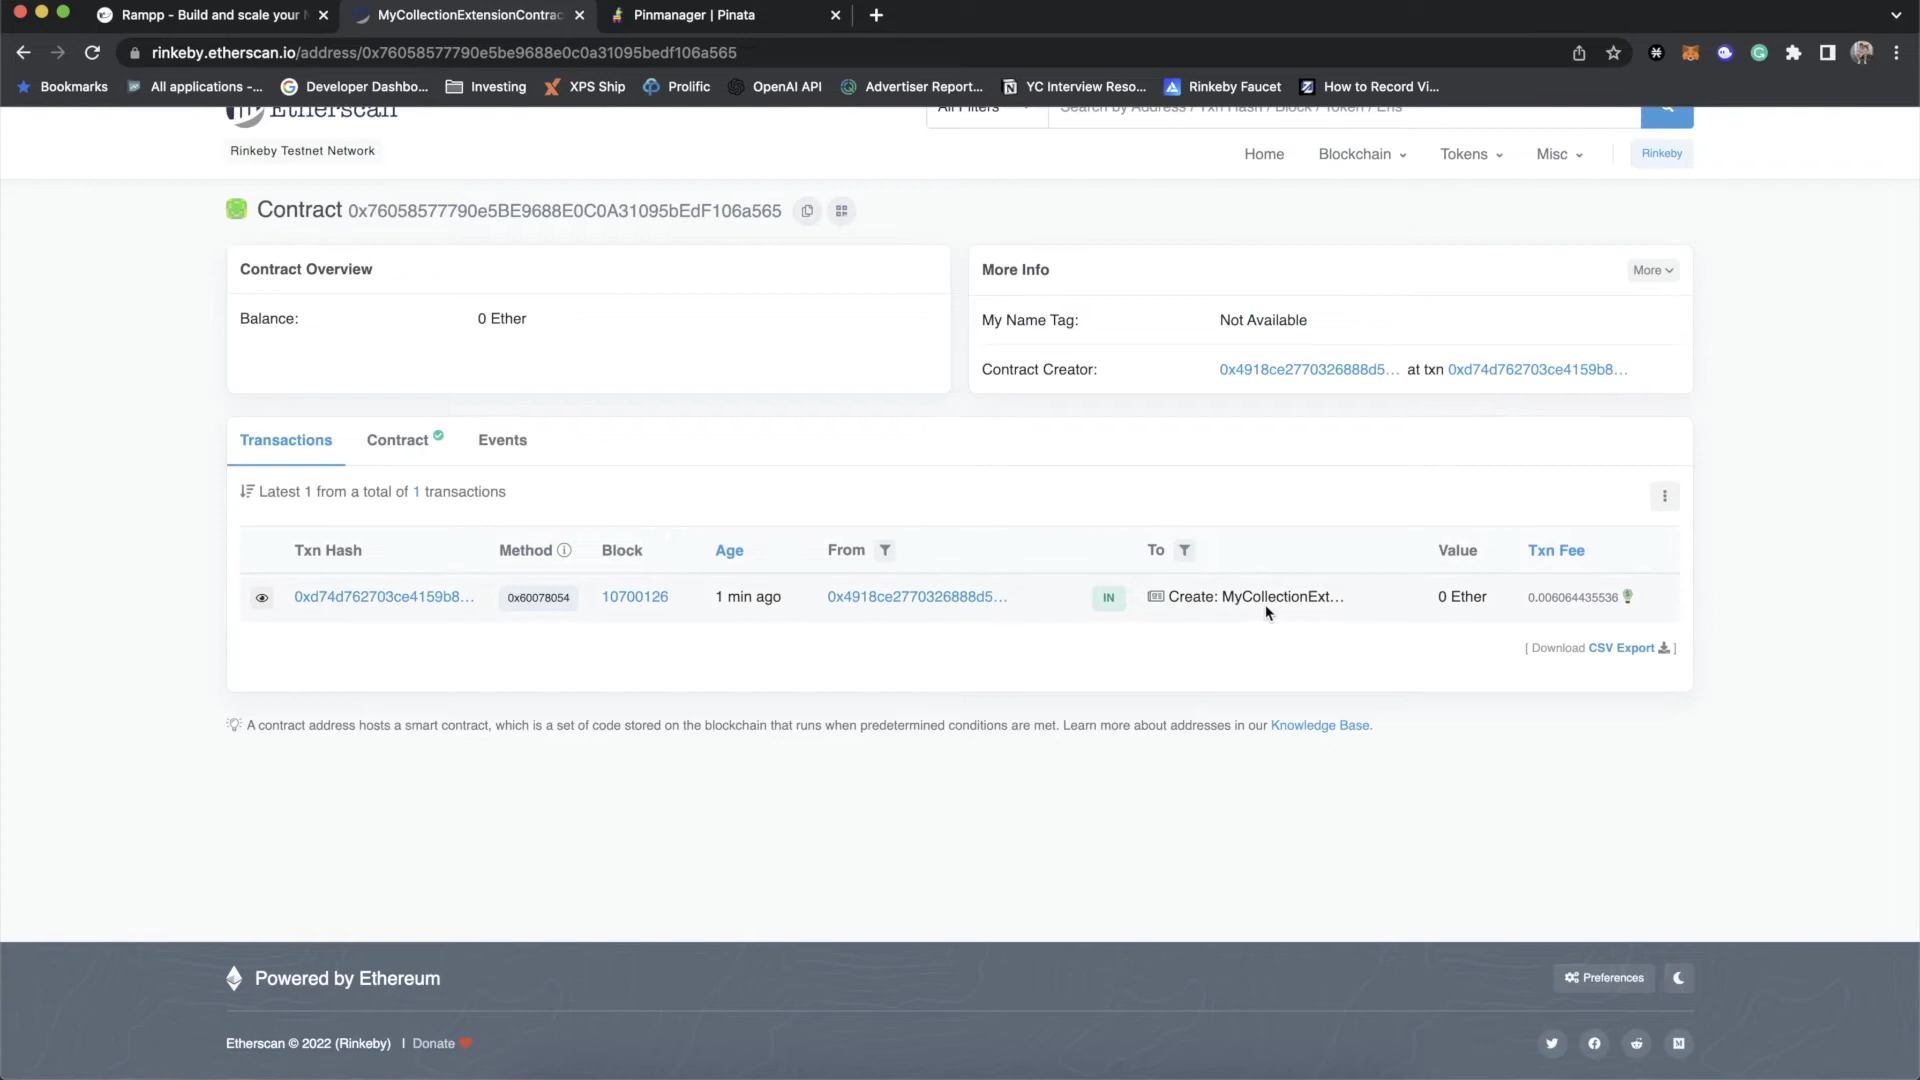 Rampp - Build and scale your
MyCollectionExtensionContrac
Pinmanager | Pinata
rinkeby.etherscan.io/address/0x76058577790e5be9688e0c0a31095bedf106a565
Bookmarks
All applications -...
Developer Dashbo...
Investing
XPS Ship
Prolific
OpenAI API
Advertiser Report...
YC Interview Reso...
Rinkeby Faucet
How to Record Vi...
Etherscan
All Filters
Search by Address / Txn Hash / Block / Token / Ens
Rinkeby Testnet Network
Home
Blockchain
Tokens
Misc
Rinkeby
Contract 0x76058577790e5BE9688E0C0A31095bEdF106a565
Contract Overview
Balance: 0 Ether
More Info
More
My Name Tag: Not Available
Contract Creator: 0x4918ce2770326888d5... at txn 0xd74d762703ce4159b8...
Transactions
Contract
Events
Latest 1 from a total of 1 transactions
Txn Hash Method Block Age From To Value Txn Fee
0xd74d762703ce4159b8... 0x60078054 10700126 1 min ago 0x4918ce2770326888d5... IN Create: MyCollectionExt... 0 Ether 0.006064435536
[ Download CSV Export ]
A contract address hosts a smart contract, which is a set of code stored on the blockchain that runs when predetermined conditions are met. Learn more about addresses in our Knowledge Base.
Powered by Ethereum
Preferences
Etherscan © 2022 (Rinkeby) | Donate